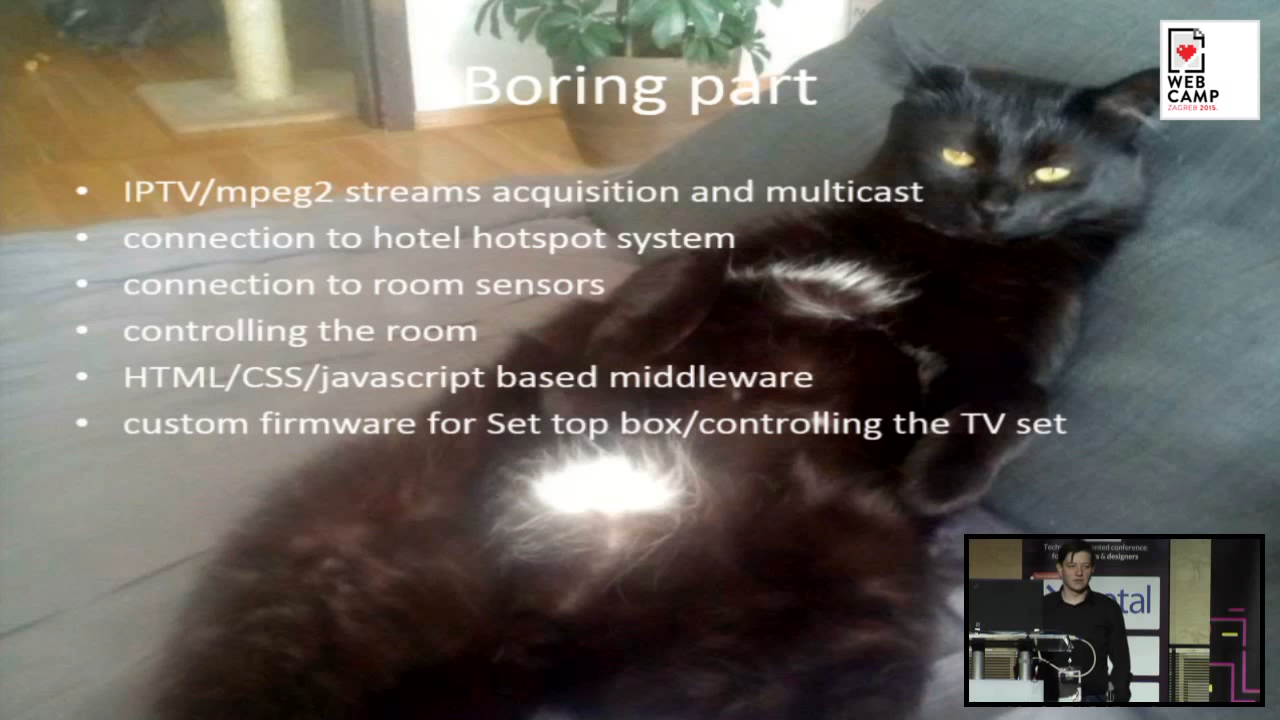 Boring part
WEB
CAMP
ZAGREB 2015.
• IPTV/mpeg2 streams acquisition and multicast
• connection to hotel hotspot system
• connection to room sensors
• controlling the room
• HTML/CSS/javascript based middleware
• custom firmware for Set top box/controlling the TV set
& designers